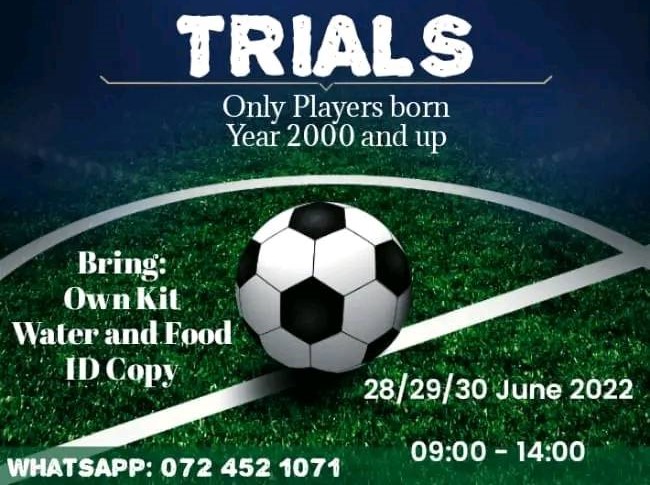 TRIALS
Only Players born
Year 2000 and up
Bring:
Own Kit
Water and Food
ID Copy
28/29/30 June 2022
09:00 - 14:00
WHATSAPP: 072 452 1071